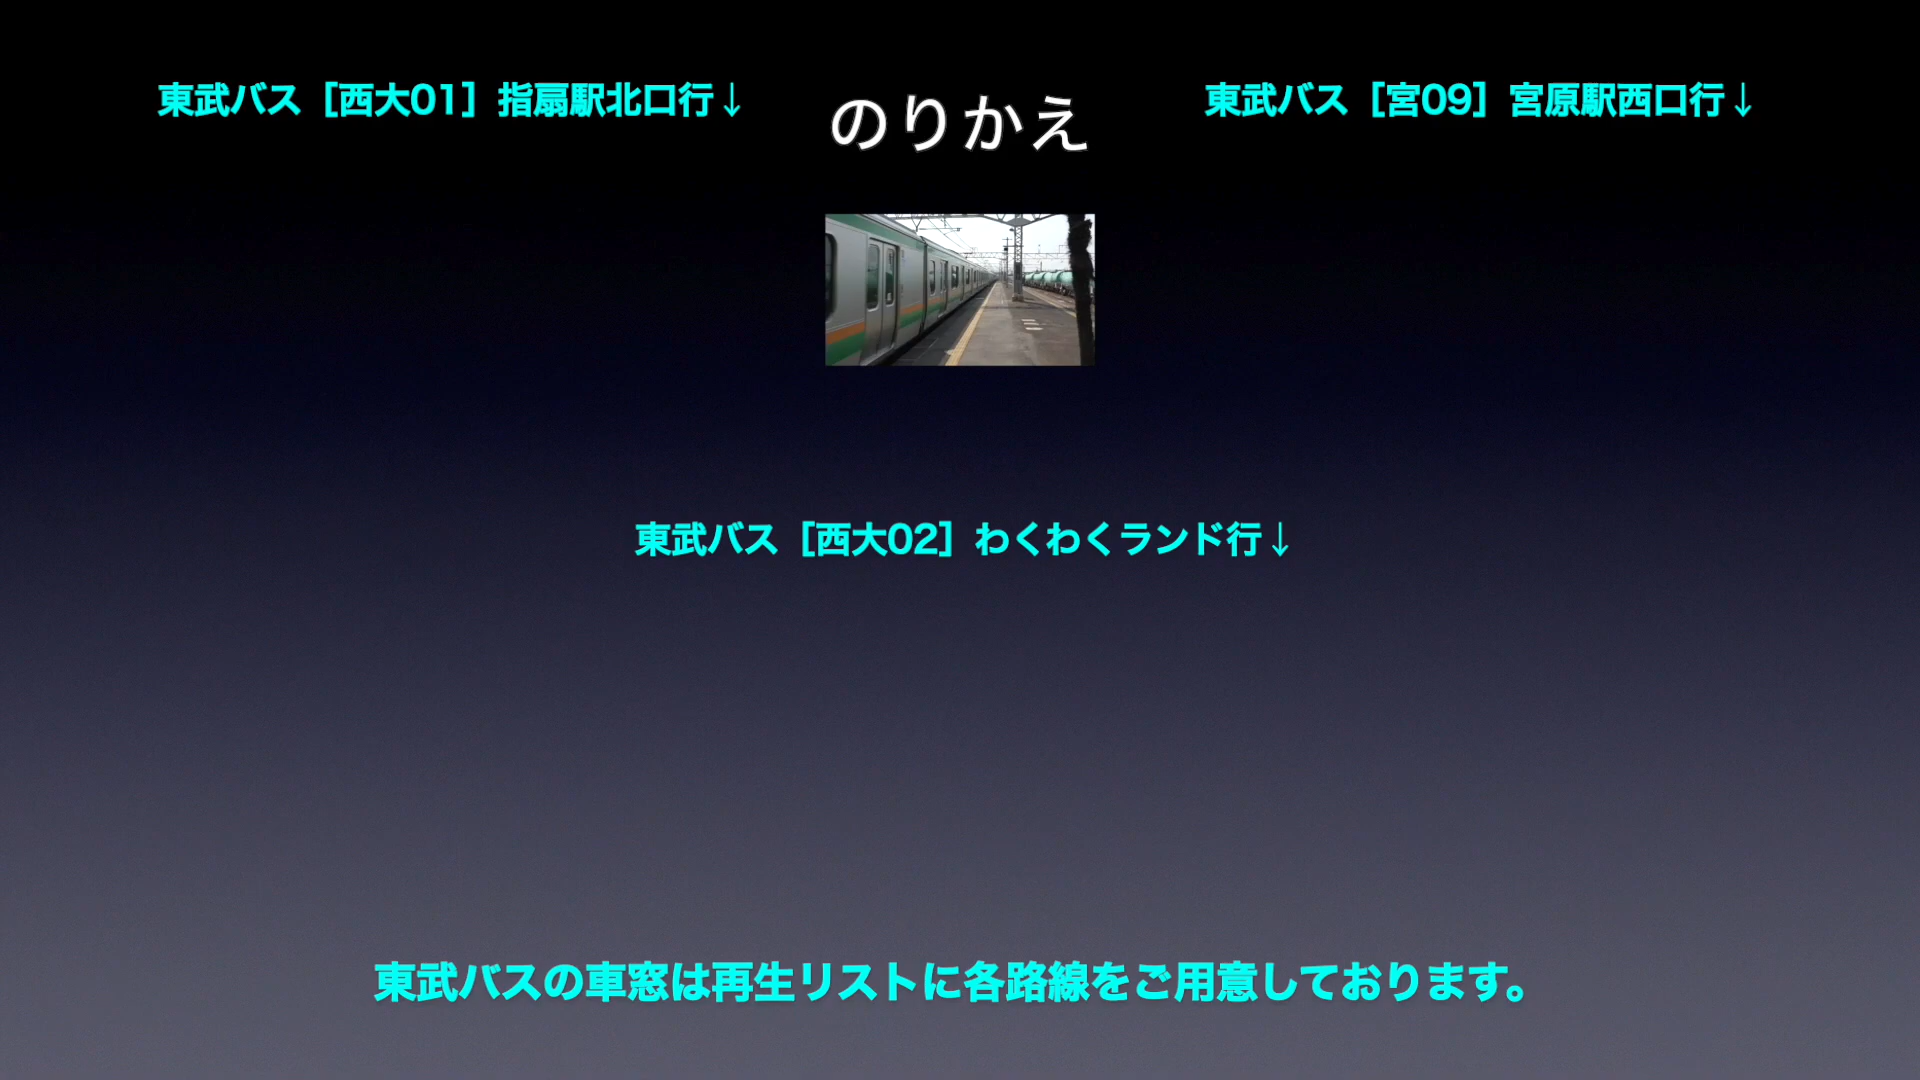 東武バス［西大01］指扇駅北口行↓
のりかえ
東武バス［宮09］宮原駅西口行↓
東武バス［西大02］わくわくランド行↓
東武バスの車窓は再生リストに各路線をご用意しております。